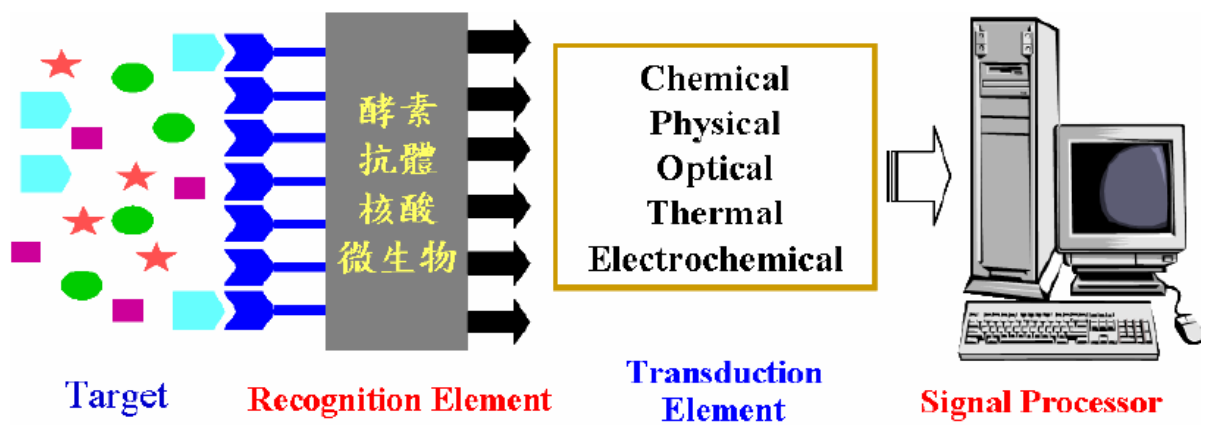 酵素
抗體
核酸
微生物
Chemical
Physical
Optical
Thermal
Electrochemical
Target
Recognition Element
Transduction
Element
Signal Processor